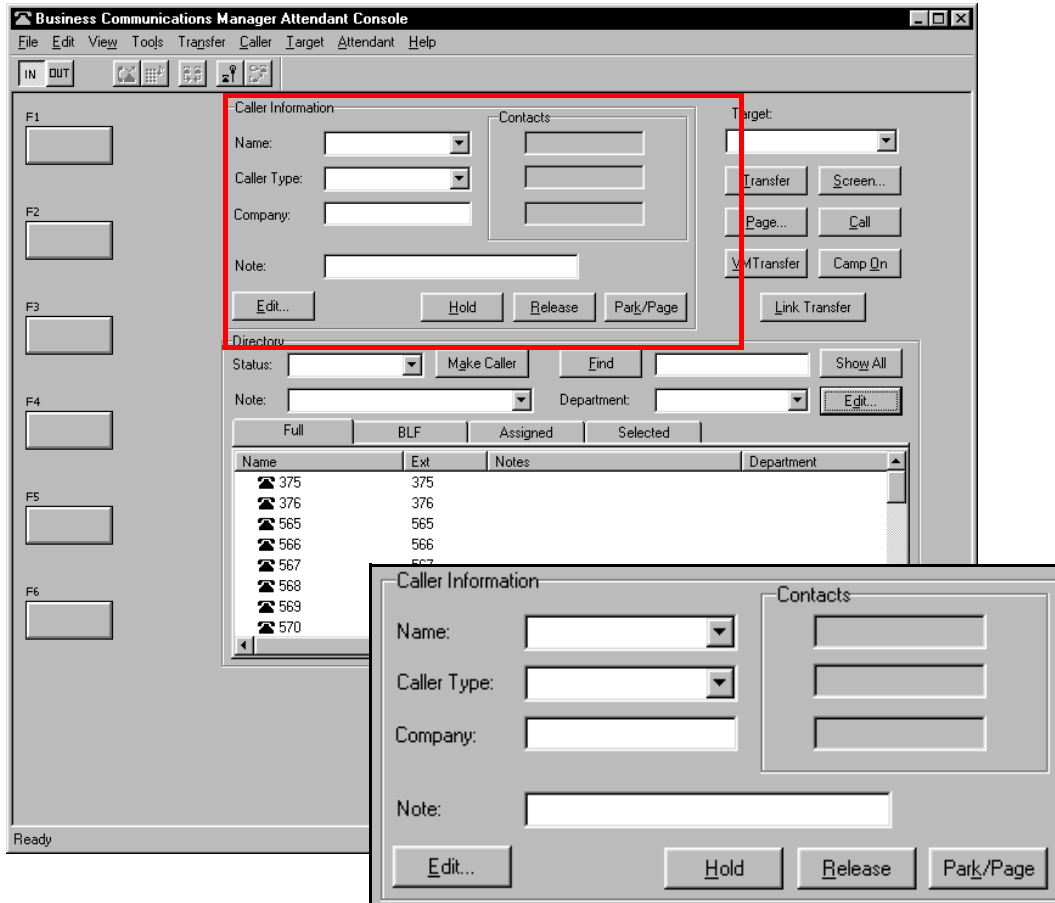 Business Communications Manager Attendant Console
File Edit View Tools Transfer Caller Target Attendant Help
IN OUT
F1
F2
F3
F4
F5
F6
Caller Information
Contacts
Name:
Caller Type:
Company:
Note:
Edit... Hold Release Park/Page
Target:
Transfer Screen...
Page... Call
VMTransfer Camp On
Link Transfer
Directory
Status: Make Caller Find Show All
Note: Department: Edit...
Full BLF Assigned Selected
Name Ext Notes Department
375 375
376 376
565 565
566 566
567 567
568
569
570
Ready
Caller Information
Contacts
Name:
Caller Type:
Company:
Note:
Edit... Hold Release Park/Page